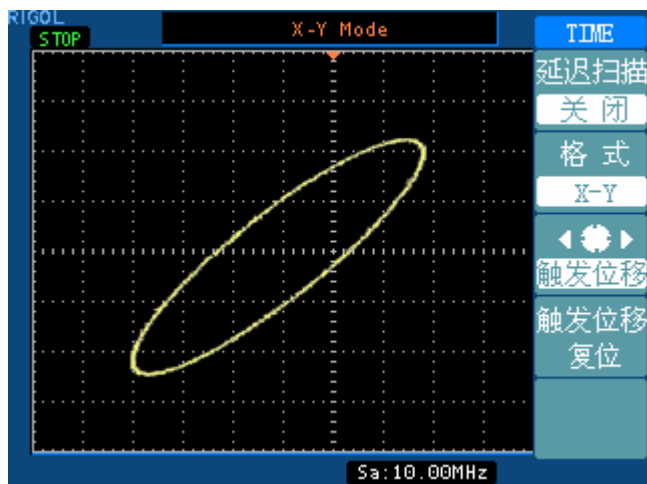 RIGOL
STOP
X-Y Mode
TIME
延迟扫描
关 闭
格 式
X-Y
触发位移
触发位移
复位
Sa:10.00MHz